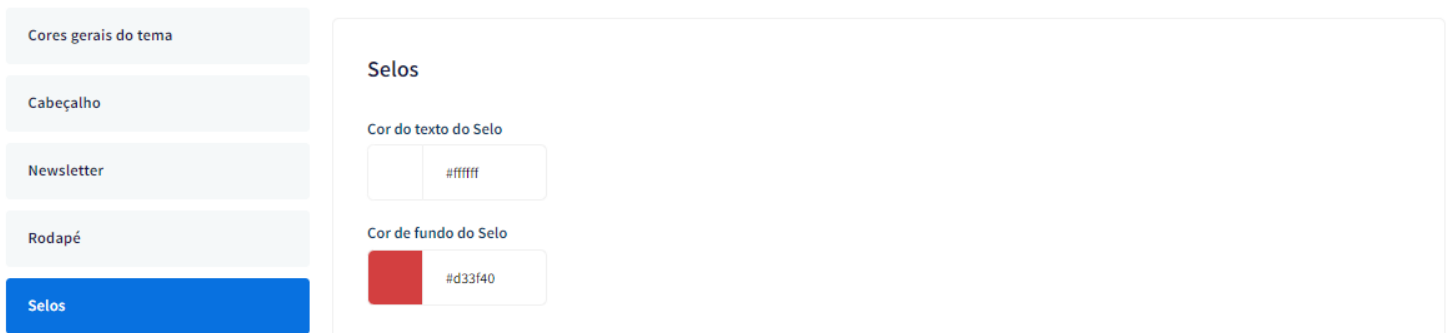 Cores gerais do tema
Cabeçalho
Newsletter
Rodapé
Selos
Selos
Cor do texto do Selo
#ffffff
Cor de fundo do Selo
#d33f40